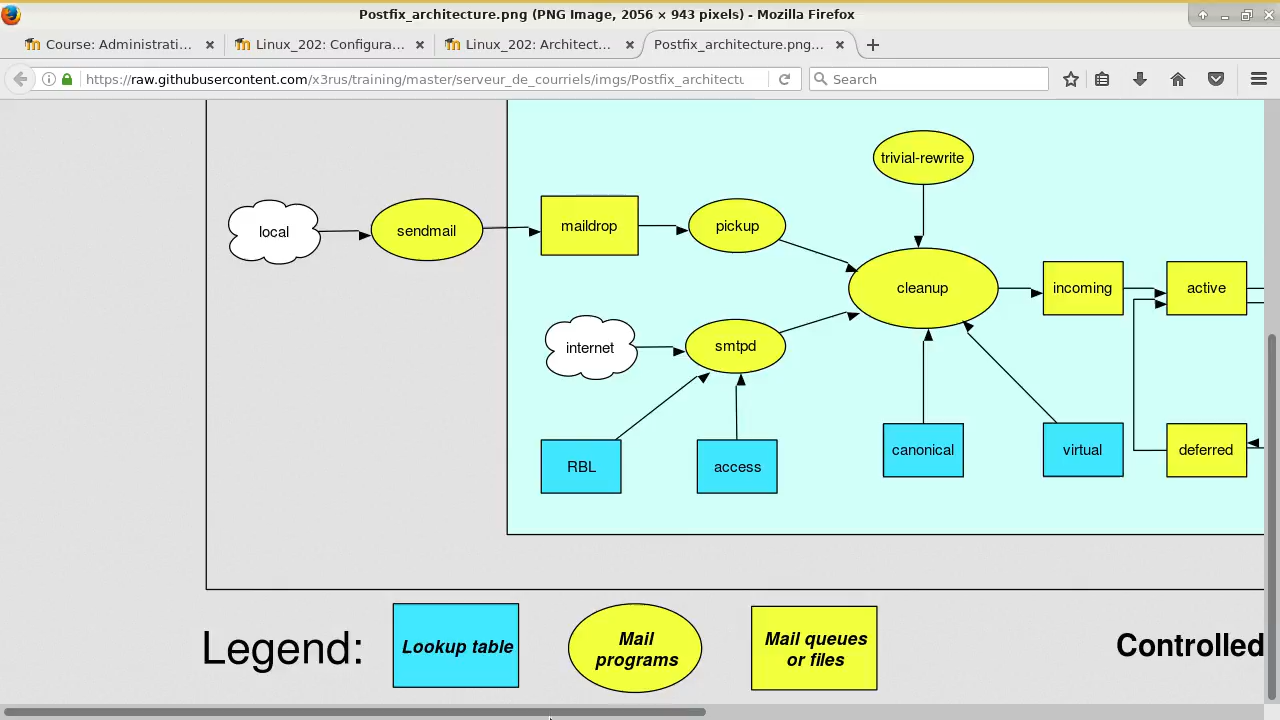 Postfix_architecture.png (PNG Image, 2056 × 943 pixels) - Mozilla Firefox
Course: Administrati...
Linux_202: Configura...
Linux_202: Architect...
Postfix_architecture.png...
https://raw.githubusercontent.com/x3rus/training/master/serveur_de_courriels/imgs/Postfix_architectu
Search
trivial-rewrite
local
sendmail
maildrop
pickup
cleanup
incoming
active
internet
smtpd
RBL
access
canonical
virtual
deferred
Legend:
Lookup table
Mail
programs
Mail queues
or files
Controlled